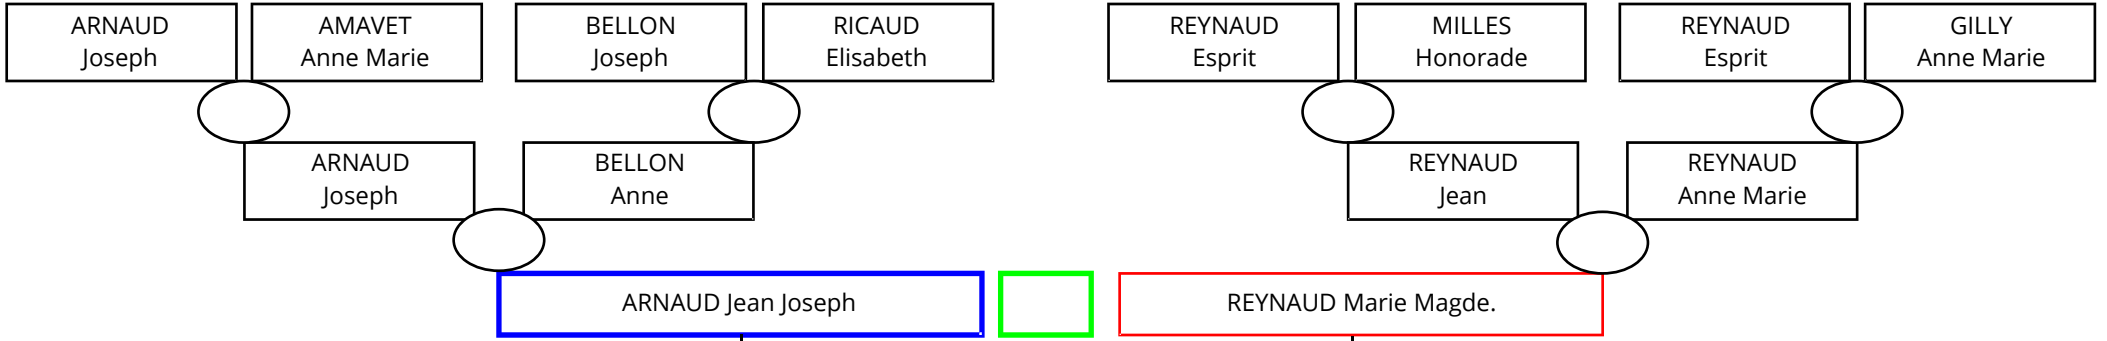 ARNAUD
Joseph
AMAVET
Anne Marie
BELLON
Joseph
RICAUD
Elisabeth
REYNAUD
Esprit
MILLES
Honorade
REYNAUD
Esprit
GILLY
Anne Marie
ARNAUD
Joseph
BELLON
Anne
REYNAUD
Jean
REYNAUD
Anne Marie
ARNAUD Jean Joseph
REYNAUD Marie Magde.